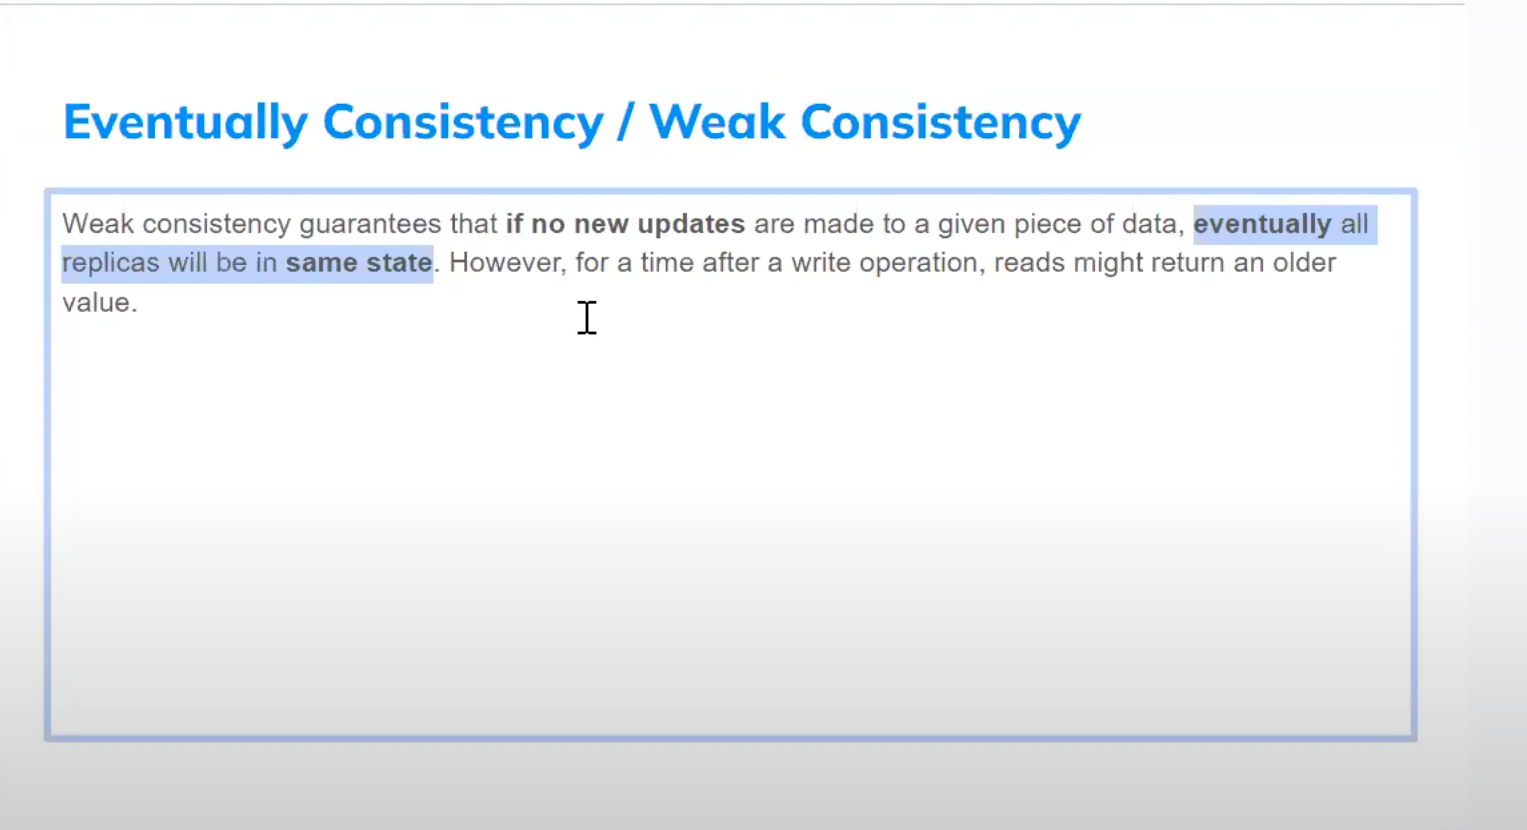 Eventually Consistency / Weak Consistency
Weak consistency guarantees that if no new updates are made to a given piece of data, eventually all
replicas will be in same state. However, for a time after a write operation, reads might return an older
value.